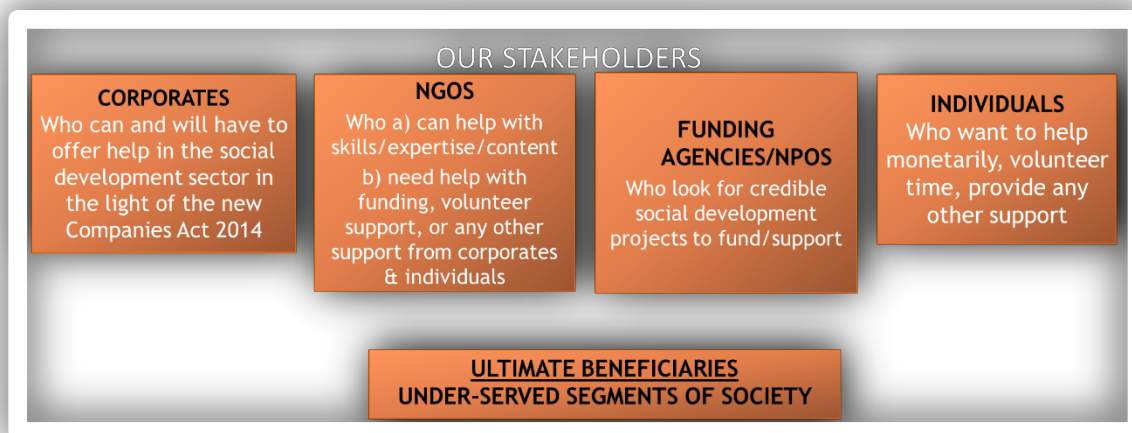 OUR STAKEHOLDERS
CORPORATES
Who can and will have to
offer help in the social
development sector in
the light of the new
Companies Act 2014
NGOS
Who a) can help with
skills/expertise/content
b) need help with
funding, volunteer
support, or any other
support from corporates
& individuals
FUNDING
AGENCIES/NPOS
Who look for credible
social development
projects to fund/support
INDIVIDUALS
Who want to help
monetarily, volunteer
time, provide any
other support
ULTIMATE BENEFICIARIES
UNDER-SERVED SEGMENTS OF SOCIETY